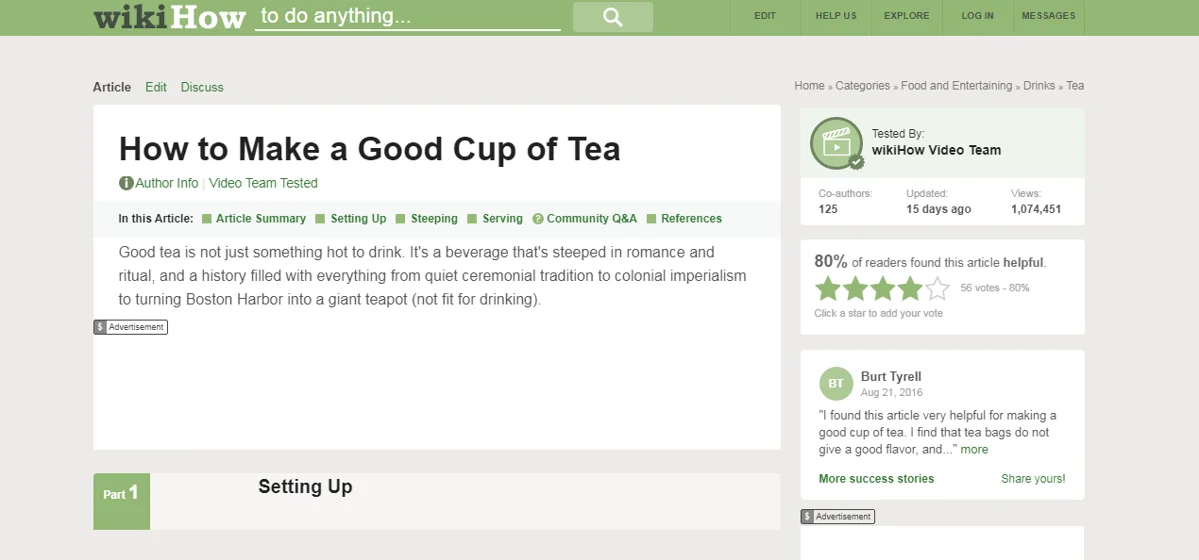 wikiHow to do anything...
EDIT HELP US EXPLORE LOG IN MESSAGES
Article Edit Discuss
Home » Categories » Food and Entertaining » Drinks » Tea
How to Make a Good Cup of Tea
i Author Info | Video Team Tested
In this Article: Article Summary Setting Up Steeping Serving ? Community Q&A References
Good tea is not just something hot to drink. It's a beverage that's steeped in romance and
ritual, and a history filled with everything from quiet ceremonial tradition to colonial imperialism
to turning Boston Harbor into a giant teapot (not fit for drinking).
$ Advertisement
Part 1
Setting Up
Tested By:
wikiHow Video Team
Co-authors: Updated: Views:
125 15 days ago 1,074,451
80% of readers found this article helpful.
56 votes - 80%
Click a star to add your vote
BT
Burt Tyrell
Aug 21, 2016
"I found this article very helpful for making a
good cup of tea. I find that tea bags do not
give a good flavor, and..." more
More success stories Share yours!
$ Advertisement